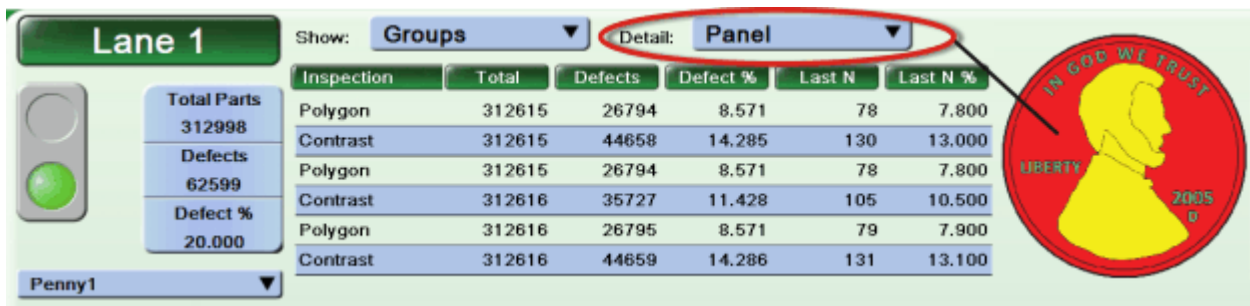 Lane 1
Show: Groups Detail: Panel
Total Parts
312998
Defects
62599
Defect %
20.000
Penny1
Inspection Total Defects Defect % Last N Last N %
Polygon 312615 26794 8.571 78 7.800
Contrast 312615 44658 14.285 130 13.000
Polygon 312615 26794 8.571 78 7.800
Contrast 312616 35727 11.428 105 10.500
Polygon 312616 26795 8.571 79 7.900
Contrast 312616 44659 14.286 131 13.100
IN GOD WE TRUST
LIBERTY
2005
D